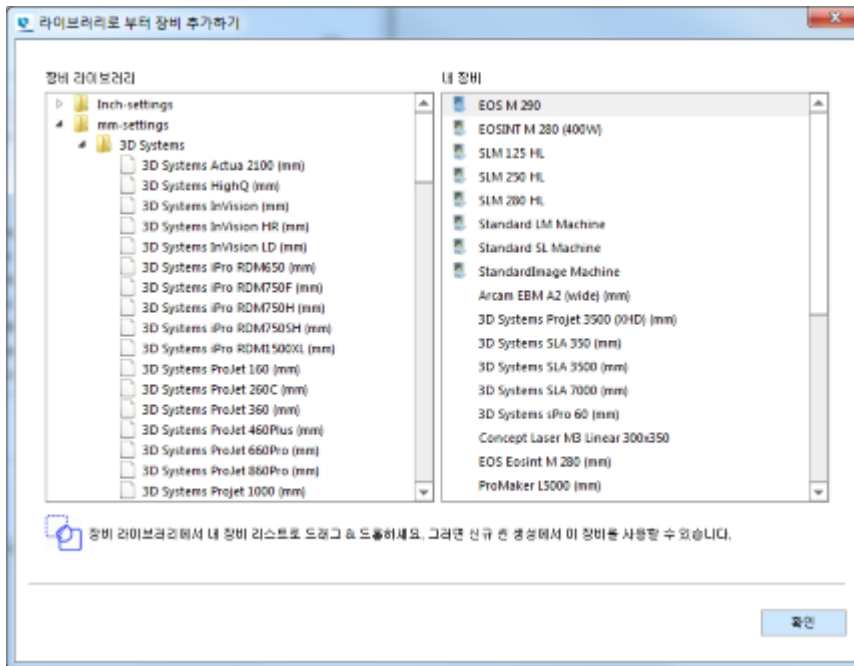 라이브러리로 부터 장비 추가하기
장비 라이브러리
Inch-settings
mm-settings
3D Systems
3D Systems Actua 2100 (mm)
3D Systems HighQ (mm)
3D Systems InVision (mm)
3D Systems InVision HR (mm)
3D Systems InVision LD (mm)
3D Systems iPro RDM650 (mm)
3D Systems iPro RDM750F (mm)
3D Systems iPro RDM750H (mm)
3D Systems iPro RDM750SH (mm)
3D Systems iPro RDM1500XL (mm)
3D Systems ProJet 160 (mm)
3D Systems ProJet 260C (mm)
3D Systems ProJet 360 (mm)
3D Systems ProJet 460Plus (mm)
3D Systems ProJet 660Pro (mm)
3D Systems ProJet 860Pro (mm)
3D Systems Projet 1000 (mm)
내 장비
EOS M 290
EOSINT M 280 (400W)
SLM 125 HL
SLM 250 HL
SLM 280 HL
Standard LM Machine
Standard SL Machine
StandardImage Machine
Arcam EBM A2 (wide) (mm)
3D Systems Projet 3500 (XHD) (mm)
3D Systems SLA 350 (mm)
3D Systems SLA 3500 (mm)
3D Systems SLA 7000 (mm)
3D Systems sPro 60 (mm)
Concept Laser M3 Linear 300x350
EOS Eosint M 280 (mm)
ProMaker L5000 (mm)
장비 라이브러리에서 내 장비 리스트로 드래그 & 드롭하세요, 그러면 신규 씬 생성에서 이 장비를 사용할 수 있습니다.
확인